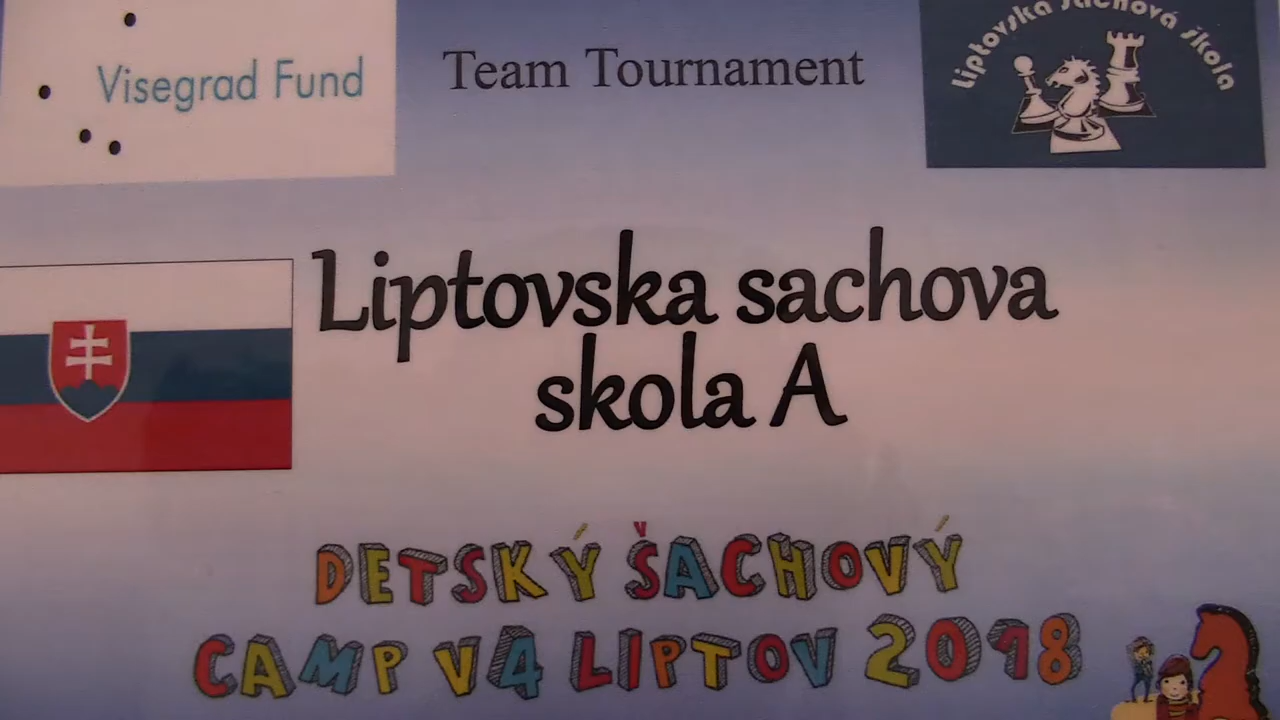 Visegrad Fund
Team Tournament
Liptovska šachová škola
Liptovska sachova
skola A
DETSKÝ ŠACHOVÝ
CAMP V4 LIPTOV 2018